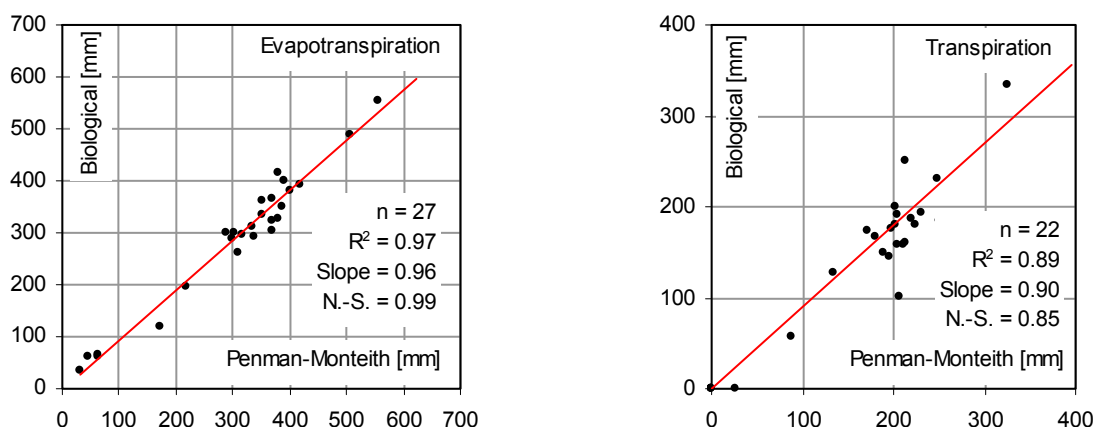 700
600
500
400
300
200
100
0
Biological [mm]
Evapotranspiration
n = 27
R² = 0.97
Slope = 0.96
N.-S. = 0.99
Penman-Monteith [mm]
0 100 200 300 400 500 600 700
400
300
200
100
0
Biological [mm]
Transpiration
n = 22
R² = 0.89
Slope = 0.90
N.-S. = 0.85
Penman-Monteith [mm]
0 100 200 300 400